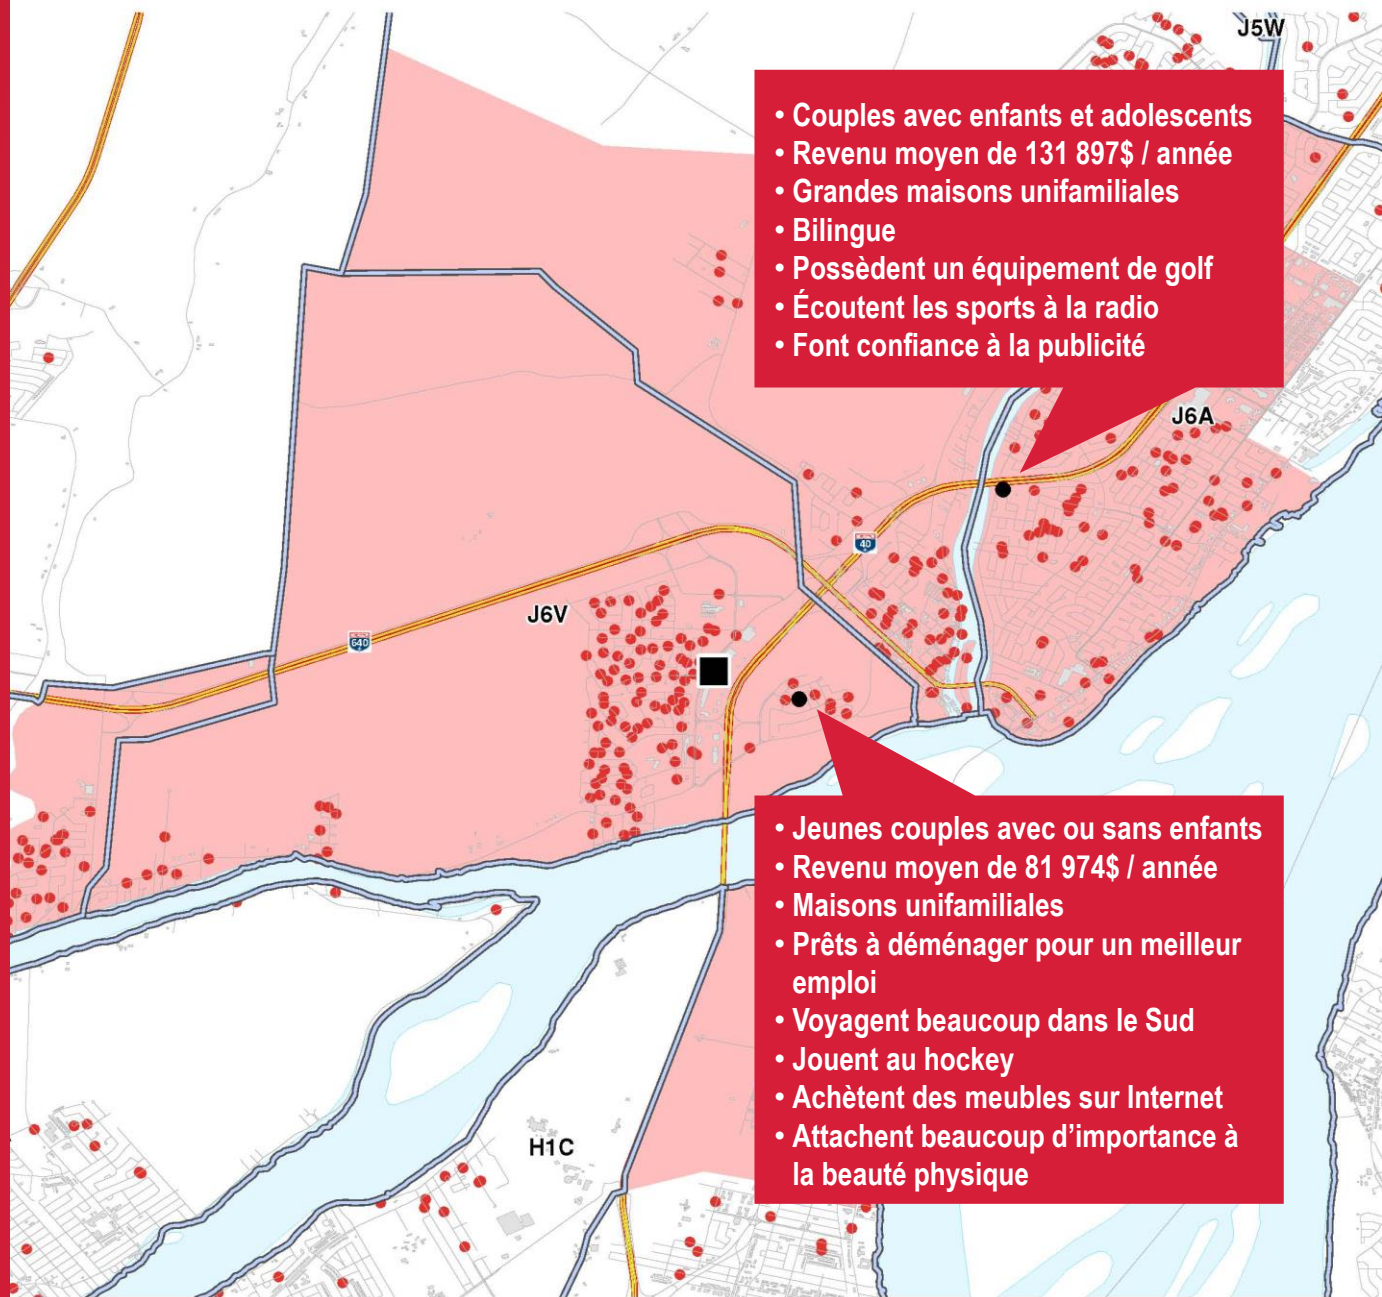 J5W
• Couples avec enfants et adolescents
• Revenu moyen de 131 897$ / année
• Grandes maisons unifamiliales
• Bilingue
• Possèdent un équipement de golf
• Écoutent les sports à la radio
• Font confiance à la publicité
J6A
40
J6V
640
• Jeunes couples avec ou sans enfants
• Revenu moyen de 81 974$ / année
• Maisons unifamiliales
• Prêts à déménager pour un meilleur
emploi
• Voyagent beaucoup dans le Sud
• Jouent au hockey
• Achètent des meubles sur Internet
• Attachent beaucoup d’importance à
la beauté physique
H1C